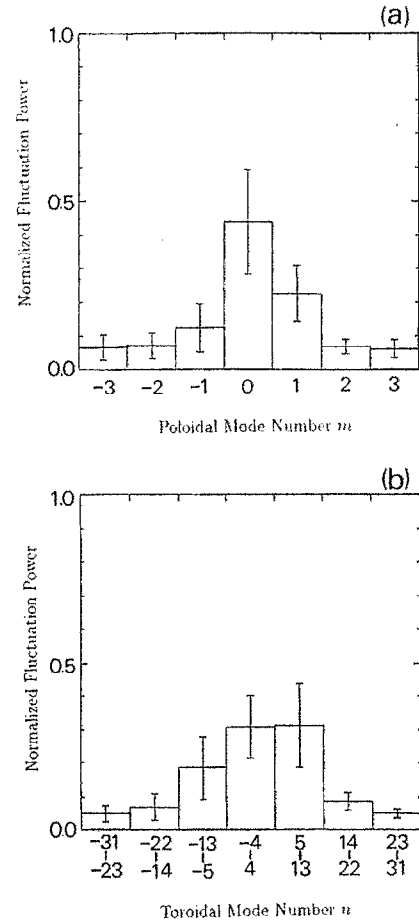 (a)
1.0
0.5
0.0
Normalized Fluctuation Power
-3 -2 -1 0 1 2 3
Poloidal Mode Number m
(b)
1.0
0.5
0.0
Normalized Fluctuation Power
-31 -22 -13 -4 5 14 23
-23 -14 -5 4 13 22 31
Toroidal Mode Number n